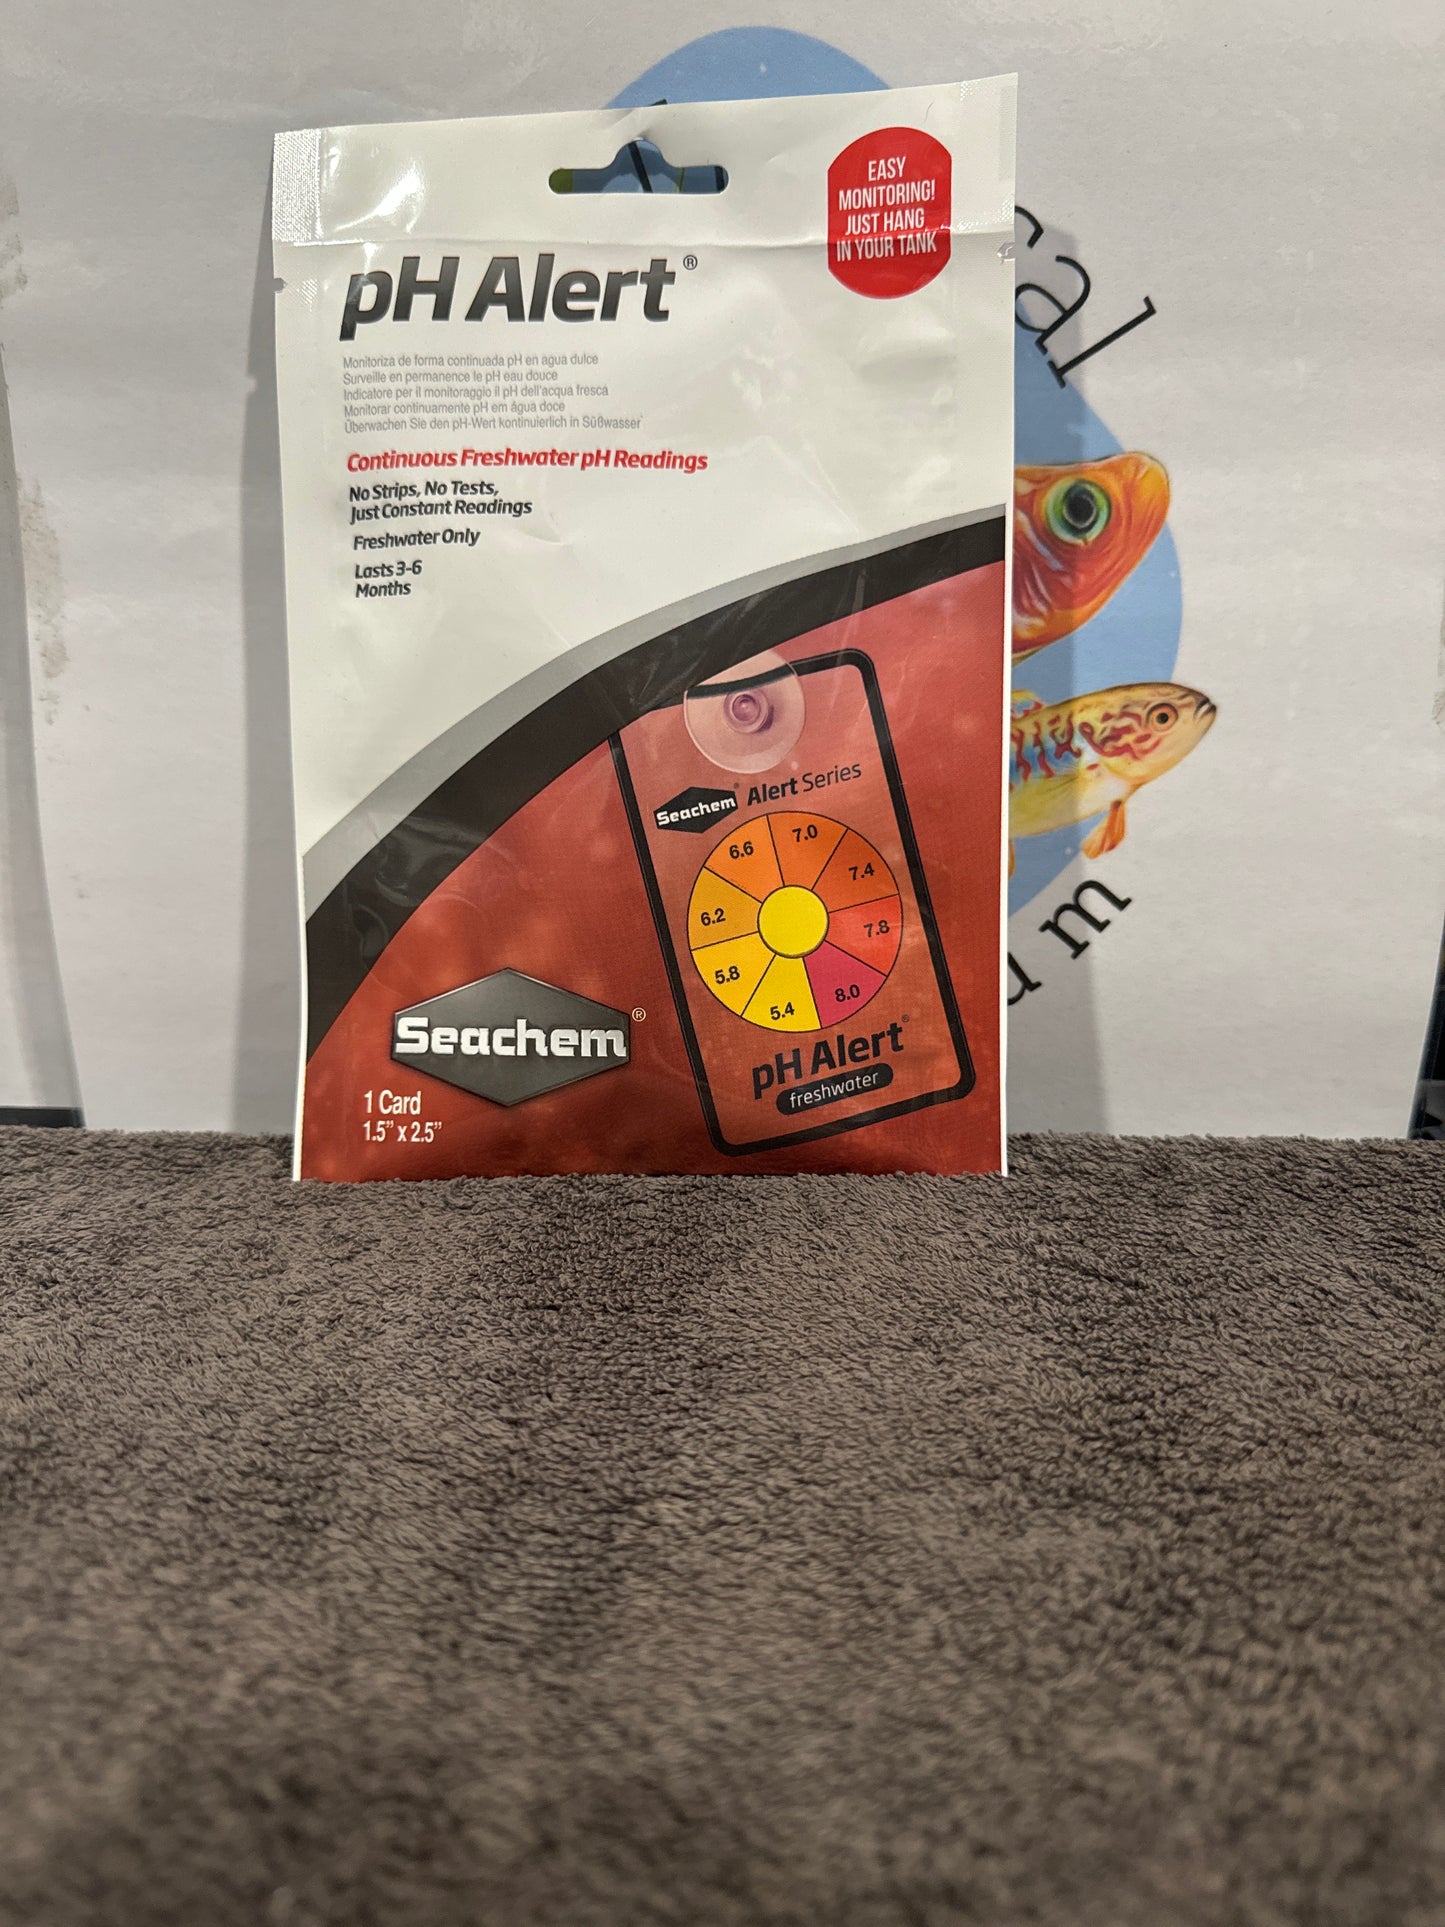 EASY
MONITORING!
JUST HANG
IN YOUR TANK
pH Alert®
Monitoriza de forma continuada pH en agua dulce
Surveille en permanence le pH eau douce
Indicatore per il monitoraggio il pH dell'acqua fresca
Monitorar continuamente pH em água doce
Überwachen Sie den pH-Wert kontinuierlich in Süßwasser
Continuous Freshwater pH Readings
No Strips, No Tests,
Just Constant Readings
Freshwater Only
Lasts 3-6
Months
Seachem® Alert Series
6.6 7.0
7.4
6.2
7.8
5.8
8.0
5.4
pH Alert®
freshwater
Seachem®
1 Card
1.5" x 2.5"
cal
um